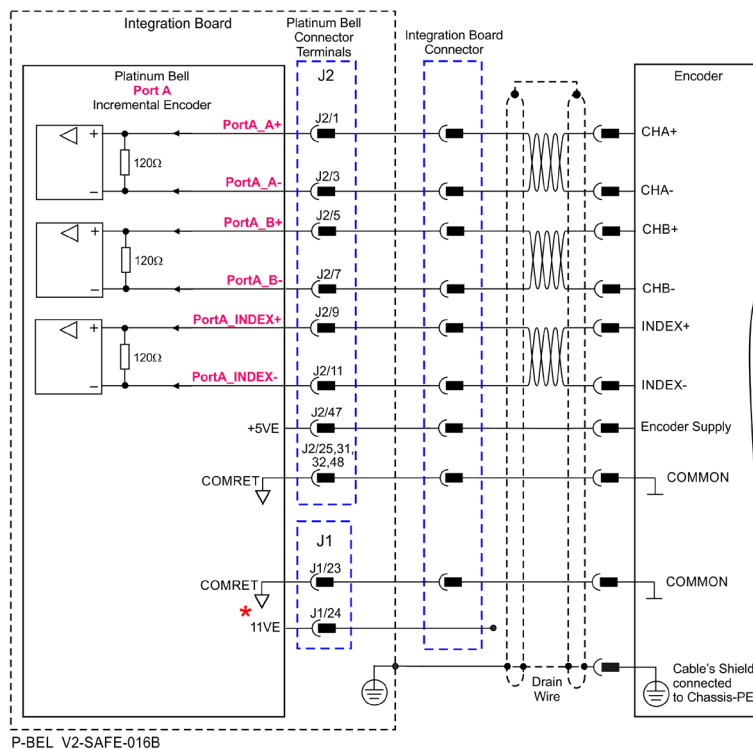 Integration Board
Platinum Bell
Connector
Terminals
Integration Board
Connector
Platinum Bell
Port A
Incremental Encoder
J2
Encoder
PortA_A+
J2/1
CHA+
120Ω
PortA_A-
J2/3
CHA-
PortA_B+
J2/5
CHB+
120Ω
PortA_B-
J2/7
CHB-
PortA_INDEX+
J2/9
INDEX+
120Ω
PortA_INDEX-
J2/11
INDEX-
+5VE
J2/47
Encoder Supply
J2/25,31,
32,48
COMRET
COMMON
J1
J1/23
COMRET
COMMON
*
J1/24
11VE
Drain
Wire
Cable's Shield
connected
to Chassis-PE
P-BEL V2-SAFE-016B